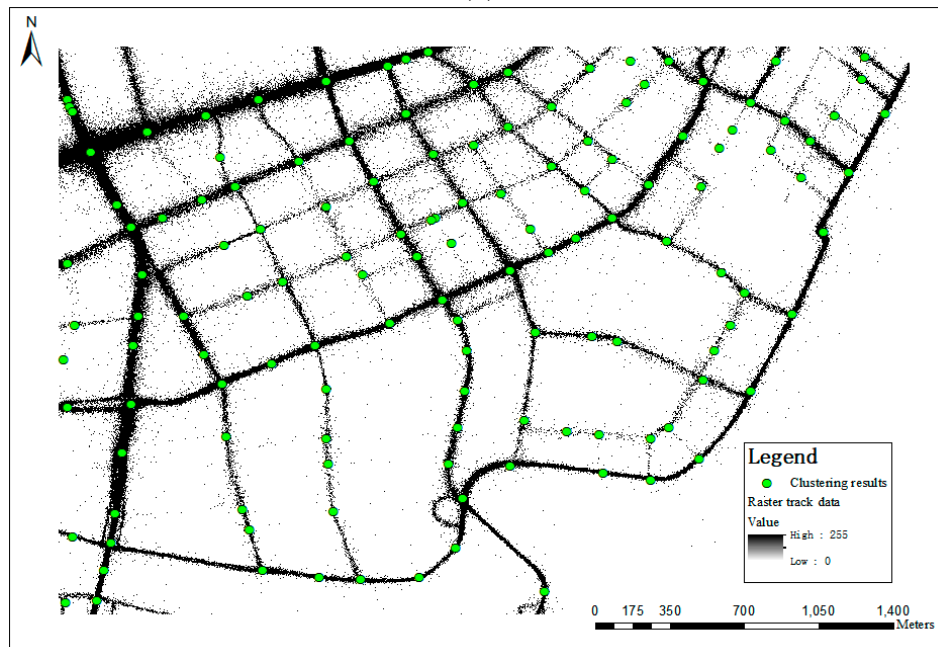 N
Legend
Clustering results
Raster track data
Value
High : 255
Low : 0
0 175 350 700 1,050 1,400
Meters